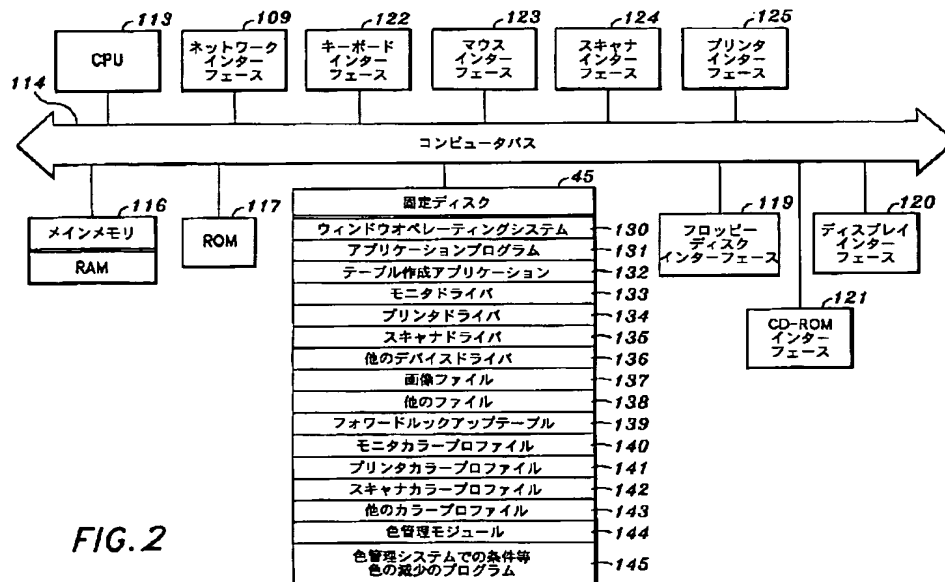 113
109
122
123
124
125
CPU
ネットワーク
インター
フェース
キーボード
インター
フェース
マウス
インター
フェース
スキャナ
インター
フェース
プリンタ
インター
フェース
114
コンピュータバス
116
メインメモリ
RAM
117
ROM
45
固定ディスク
ウィンドウオペレーティングシステム 130
アプリケーションプログラム 131
テーブル作成アプリケーション 132
モニタドライバ 133
プリンタドライバ 134
スキャナドライバ 135
他のデバイスドライバ 136
画像ファイル 137
他のファイル 138
フォワードルックアップテーブル 139
モニタカラープロファイル 140
プリンタカラープロファイル 141
スキャナカラープロファイル 142
他のカラープロファイル 143
色管理モジュール 144
色管理システムでの条件等
色の減少のプログラム
145
119
フロッピー
ディスク
インターフェース
120
ディスプレイ
インター
フェース
121
CD-ROM
インター
フェース
FIG.2